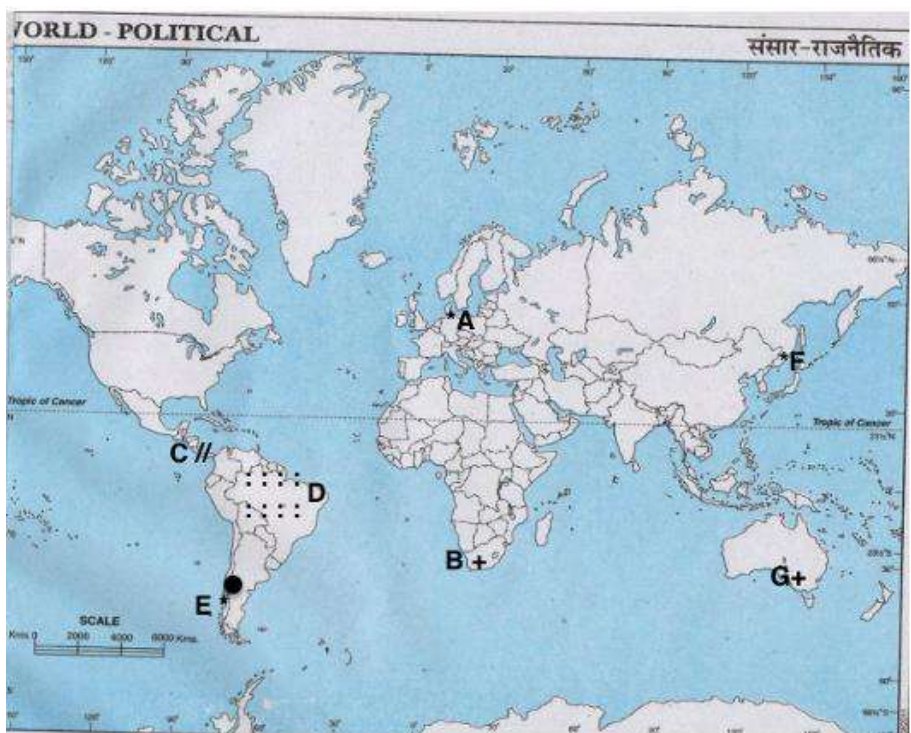 WORLD - POLITICAL
संसार-राजनैतिक
*A
*F
Tropic of Cancer
Tropic of Cancer
C //
D
B +
G+
E *
SCALE
Kms 0 2000 4000 6000 Kms.